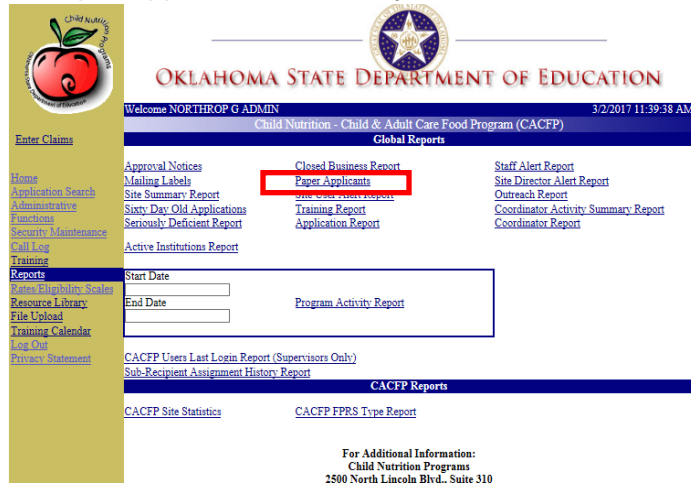 Child Nutrition Programs
Oklahoma State Department of Education
OKLAHOMA STATE DEPARTMENT OF EDUCATION
Welcome NORTHROP G ADMIN 3/2/2017 11:39:38 AM
Child Nutrition - Child & Adult Care Food Program (CACFP)
Enter Claims
Global Reports
Approval Notices Closed Business Report Staff Alert Report
Home
Mailing Labels Paper Applicants Site Director Alert Report
Application Search
Site Summary Report Site User Alert Report Outreach Report
Administrative
Functions
Sixty Day Old Applications Training Report Coordinator Activity Summary Report
Security Maintenance
Seriously Deficient Report Application Report Coordinator Report
Call Log
Active Institutions Report
Training
Reports
Start Date
Rates/Eligibility Scales
Resource Library
End Date Program Activity Report
File Upload
Training Calendar
Log Out
Privacy Statement
CACFP Users Last Login Report (Supervisors Only)
Sub-Recipient Assignment History Report
CACFP Reports
CACFP Site Statistics CACFP FPRS Type Report
For Additional Information:
Child Nutrition Programs
2500 North Lincoln Blvd., Suite 310